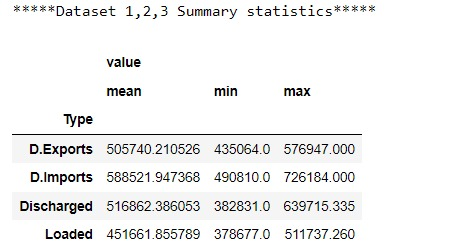 *****Dataset 1,2,3 Summary statistics*****
value
mean min max
Type
D.Exports 505740.210526 435064.0 576947.000
D.Imports 588521.947368 490810.0 726184.000
Discharged 516862.386053 382831.0 639715.335
Loaded 451661.855789 378677.0 511737.260